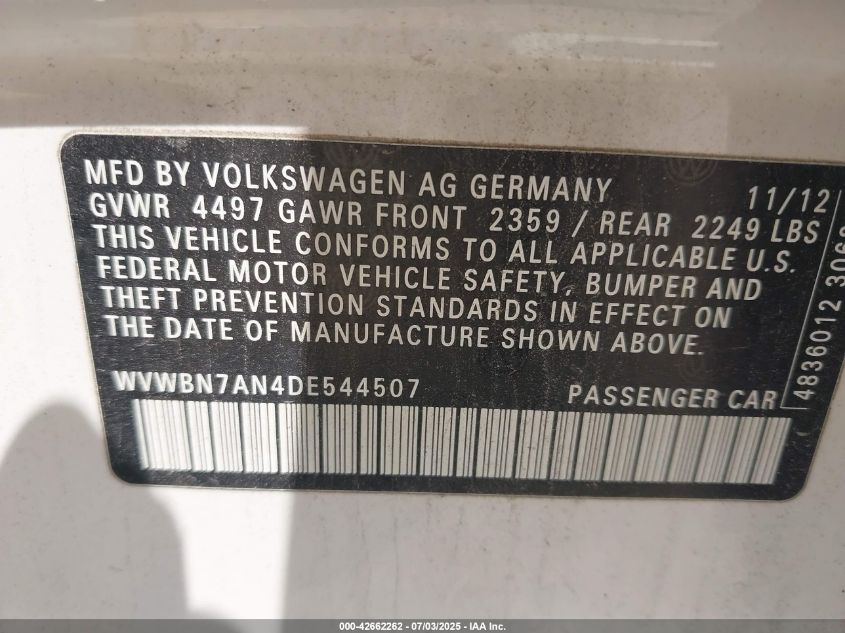 MFD BY VOLKSWAGEN AG GERMANY 11/12
GVWR 4497 GAWR FRONT 2359 / REAR 2249 LBS
THIS VEHICLE CONFORMS TO ALL APPLICABLE U.S.
FEDERAL MOTOR VEHICLE SAFETY, BUMPER AND
THEFT PREVENTION STANDARDS IN EFFECT ON
THE DATE OF MANUFACTURE SHOWN ABOVE.
WVWBN7AN4DE544507 PASSENGER CAR
4836012
000-42662262 - 07/03/2025 - IAA Inc.